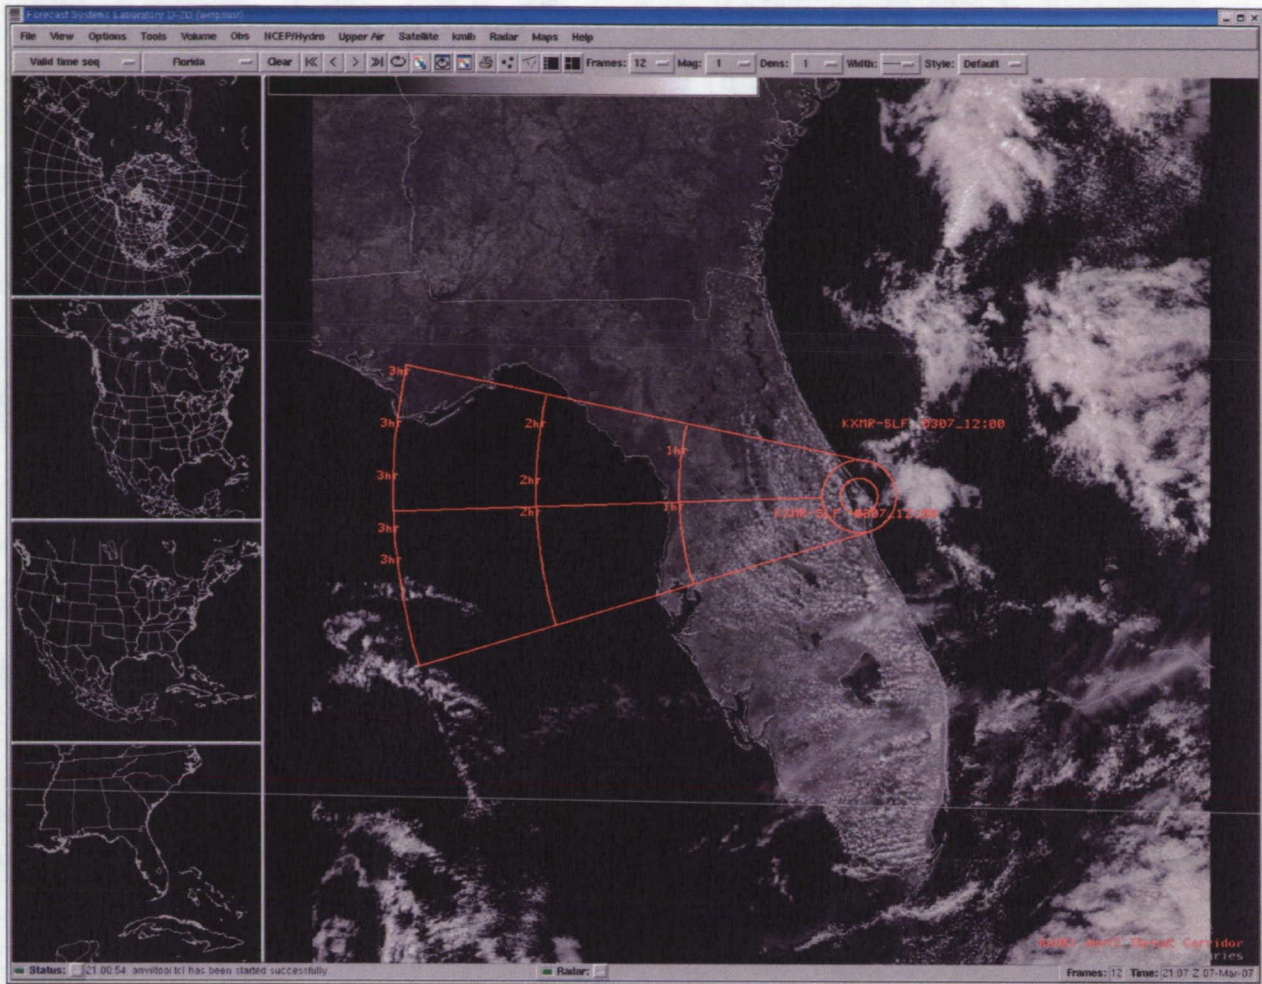 Forecast Systems Laboratory D-2D
File View Options Tools Volume Obs NCEP/Hydro Upper Air Satellite kmlb Radar Maps Help
Valid time seq Florida Clear Frames: 12 Mag: 1 Dens: 1 Width: Style: Default
3hr
3hr
2hr
KXMR-SLF 0307_12:00
1hr
3hr
2hr
1hr
2hr
3hr
3hr
Corridor
Status: 21:00:54: anviltool.tcl has been started successfully Radar: Frames: 12 Time: 21:07 Z 07-Mar-07